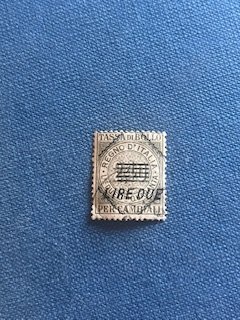 TASSA DI BOLLO
REGNO D'ITALIA
LIRE DUE
PER CAMBIALI